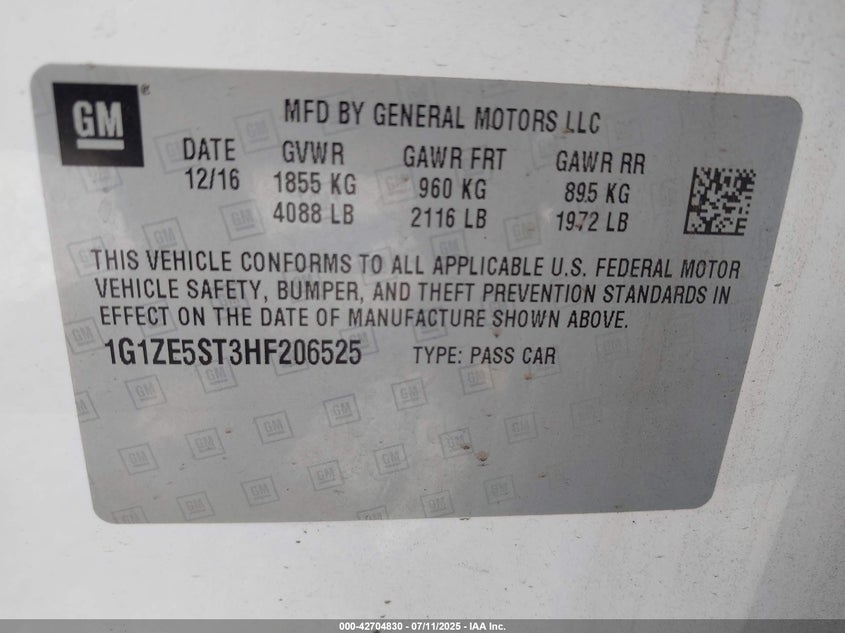 GM®
MFD BY GENERAL MOTORS LLC
DATE GVWR GAWR FRT GAWR RR
12/16 1855 KG 960 KG 895 KG
4088 LB 2116 LB 1972 LB
THIS VEHICLE CONFORMS TO ALL APPLICABLE U.S. FEDERAL MOTOR
VEHICLE SAFETY, BUMPER, AND THEFT PREVENTION STANDARDS IN
EFFECT ON THE DATE OF MANUFACTURE SHOWN ABOVE.
1G1ZE5ST3HF206525 TYPE: PASS CAR
000-42704830 - 07/11/2025 - IAA Inc.